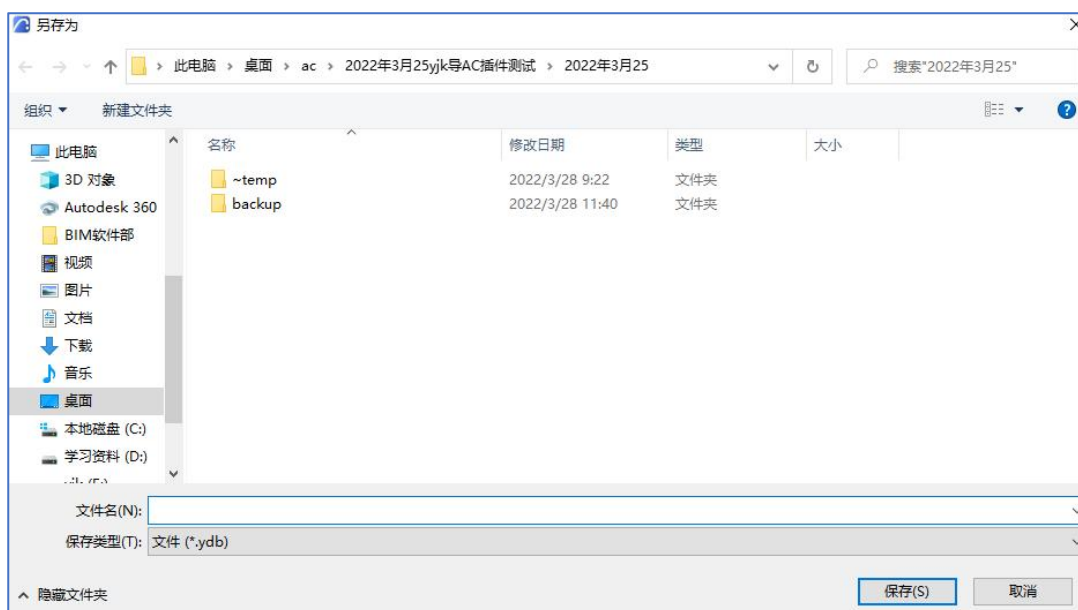 另存为
此电脑 › 桌面 › ac › 2022年3月25yjk导AC插件测试 › 2022年3月25
搜索"2022年3月25"
组织 新建文件夹
名称 修改日期 类型 大小
~temp 2022/3/28 9:22 文件夹
backup 2022/3/28 11:40 文件夹
此电脑
3D 对象
Autodesk 360
BIM软件部
视频
图片
文档
下载
音乐
桌面
本地磁盘 (C:)
学习资料 (D:)
文件名(N):
保存类型(T): 文件 (*.ydb)
隐藏文件夹
保存(S) 取消